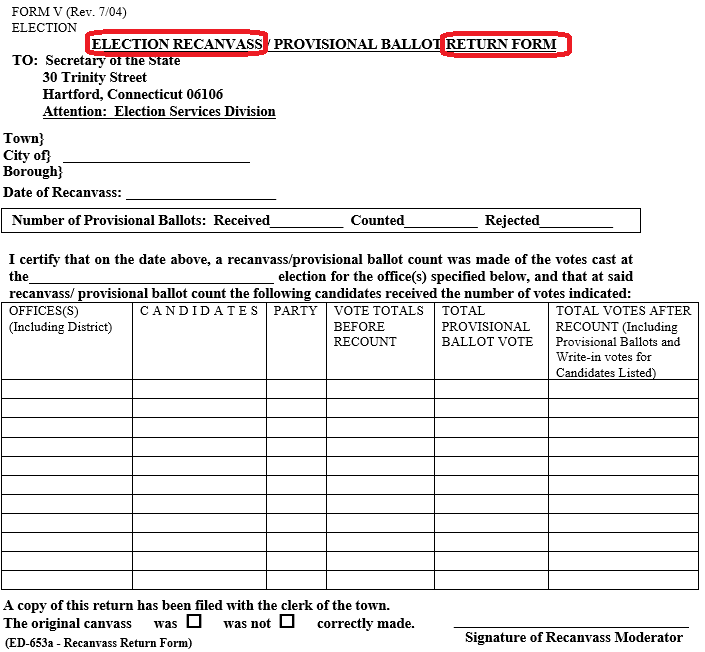 FORM V (Rev. 7/04)
ELECTION
ELECTION RECANVASS / PROVISIONAL BALLOT RETURN FORM
TO: Secretary of the State
30 Trinity Street
Hartford, Connecticut 06106
Attention: Election Services Division
Town}
City of} ____________________
Borough}
Date of Recanvass: ____________________
Number of Provisional Ballots: Received__________ Counted__________ Rejected__________
I certify that on the date above, a recanvass/provisional ballot count was made of the votes cast at
the____________________ election for the office(s) specified below, and that at said
recanvass/ provisional ballot count the following candidates received the number of votes indicated:
OFFICES(S)
(Including District)
C A N D I D A T E S
PARTY
VOTE TOTALS
BEFORE
RECOUNT
TOTAL
PROVISIONAL
BALLOT VOTE
TOTAL VOTES AFTER
RECOUNT (Including
Provisional Ballots and
Write-in votes for
Candidates Listed)
A copy of this return has been filed with the clerk of the town.
The original canvass was ☐ was not ☐ correctly made.
(ED-653a - Recanvass Return Form)
Signature of Recanvass Moderator